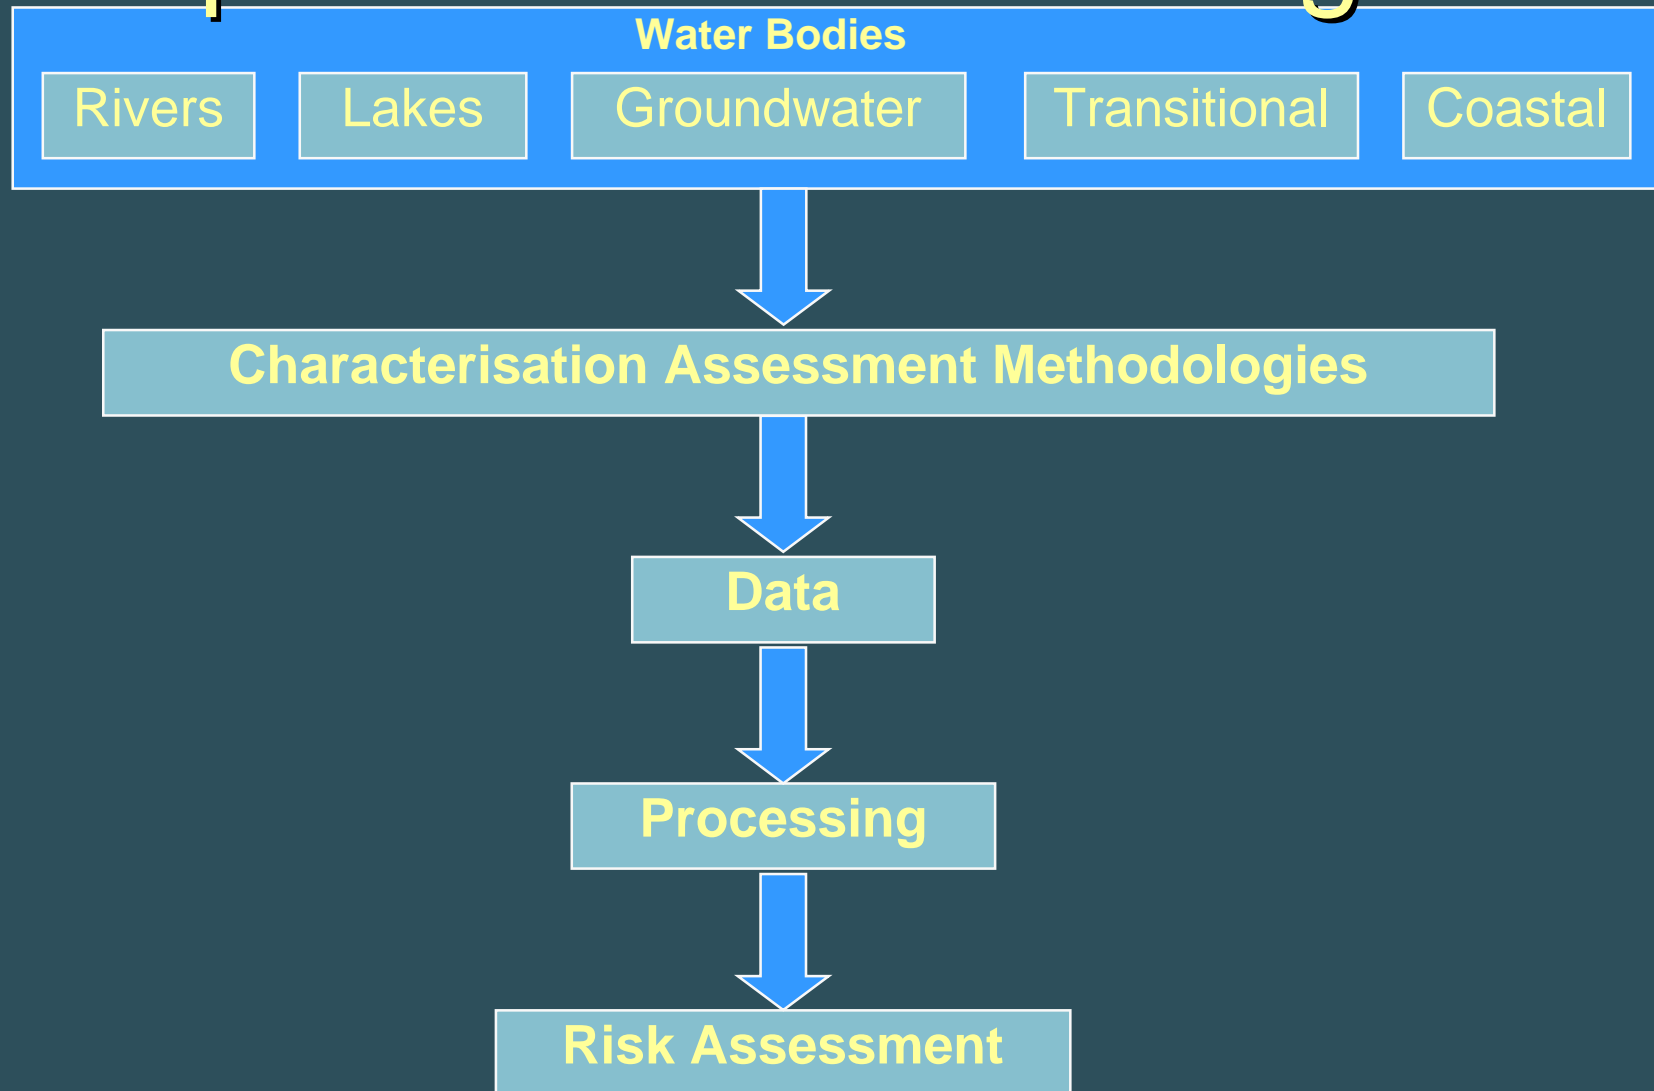 Water Bodies
Rivers Lakes Groundwater Transitional Coastal
Characterisation Assessment Methodologies
Data
Processing
Risk Assessment